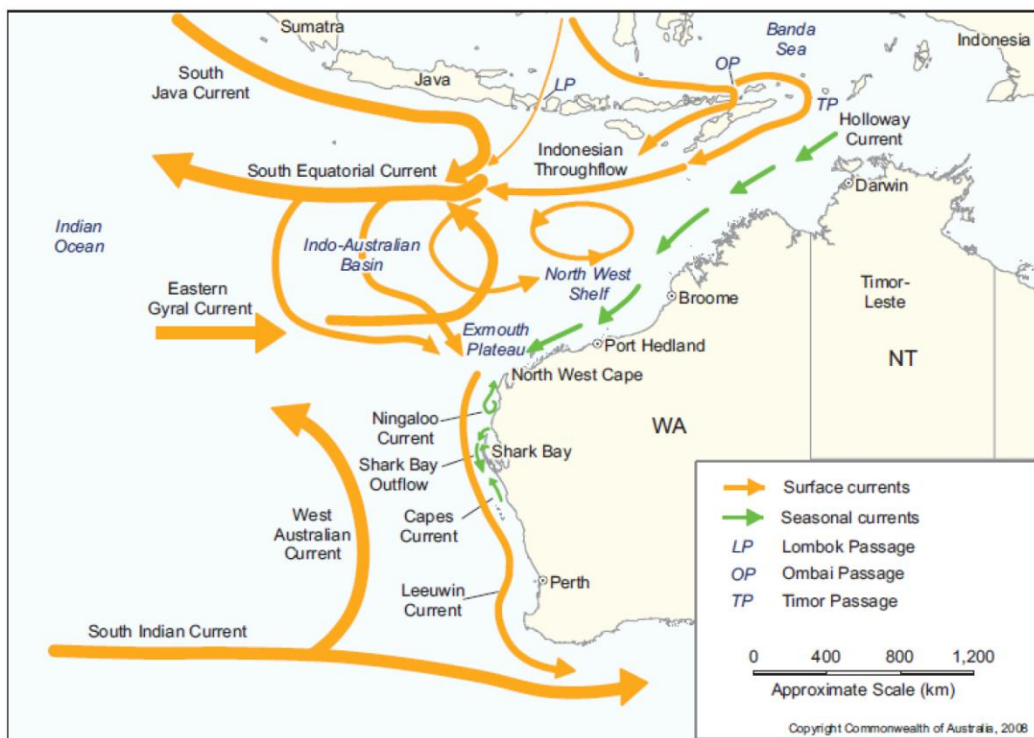 Sumatra
Banda
Sea
Indonesia
South
Java Current
Java
LP
OP
TP
Holloway
Current
Indonesian
Throughflow
South Equatorial Current
Darwin
Indian
Ocean
Indo-Australian
Basin
North West
Shelf
Eastern
Gyral Current
Broome
Timor-
Leste
Exmouth
Plateau
Port Hedland
NT
North West Cape
Ningaloo
Current
WA
Shark Bay
Shark Bay
Outflow
West
Australian
Current
Capes
Current
Leeuwin
Current
Perth
South Indian Current
Surface currents
Seasonal currents
LP Lombok Passage
OP Ombai Passage
TP Timor Passage
0 400 800 1,200
Approximate Scale (km)
Copyright Commonwealth of Australia, 2008